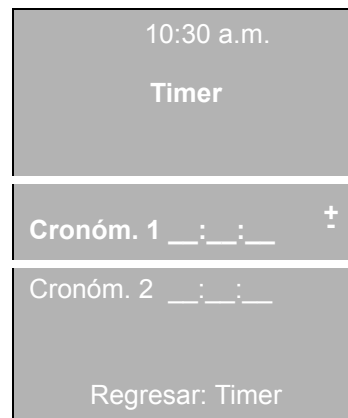 10:30 a.m.
Timer
Cronóm. 1 __:__:__ +
-
Cronóm. 2 __:__:__
Regresar: Timer